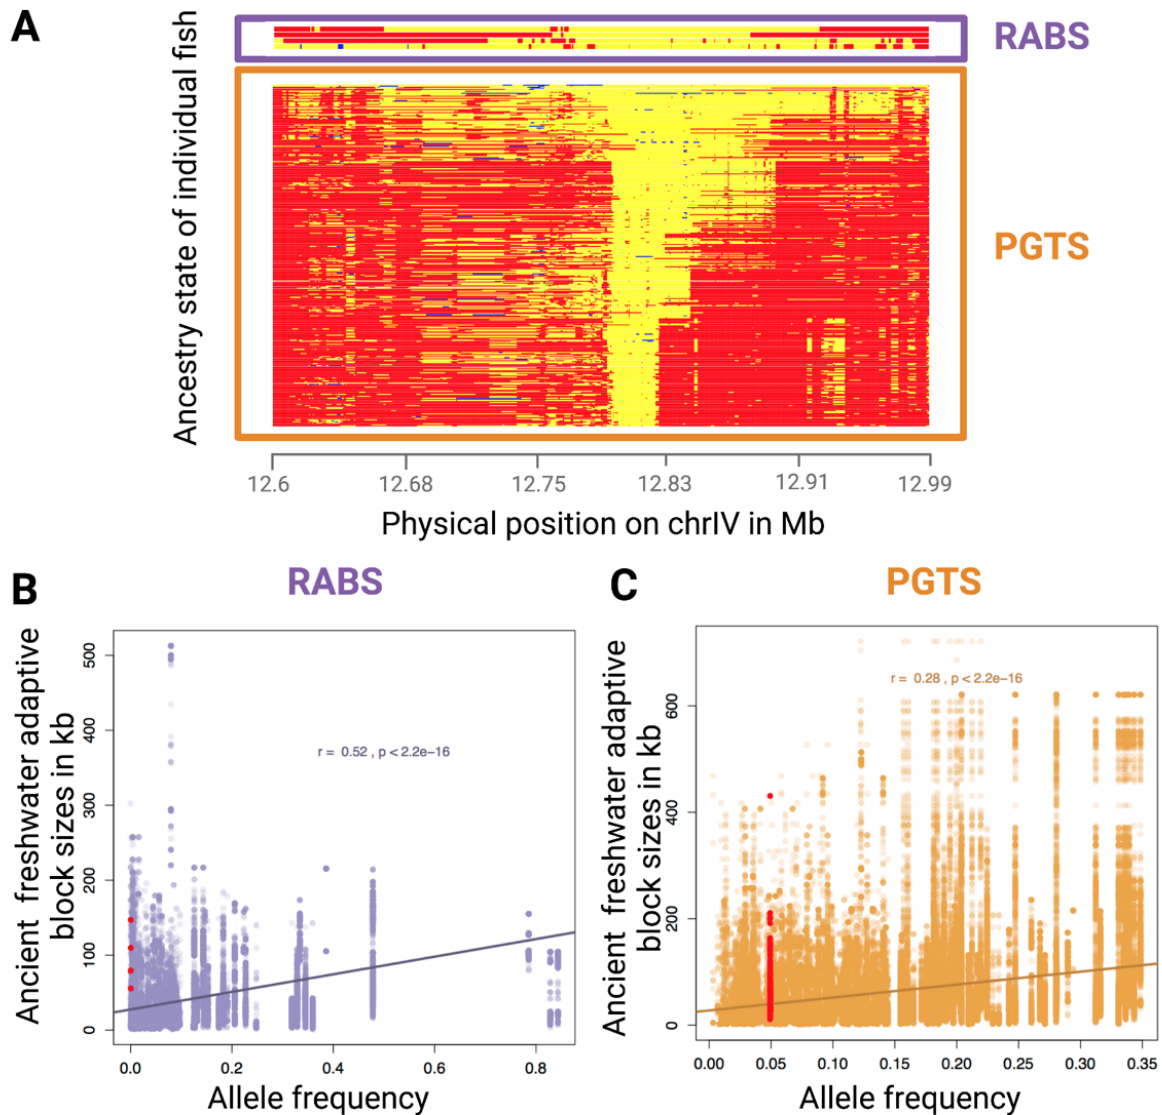 A
Ancestry state of individual fish
RABS
PGTS
12.6 12.68 12.75 12.83 12.91 12.99
Physical position on chrIV in Mb
B
RABS
Ancient freshwater adaptive
block sizes in kb
500
400
300
200
100
0
r = 0.52 , p < 2.2e−16
0.0 0.2 0.4 0.6 0.8
Allele frequency
C
PGTS
Ancient freshwater adaptive
block sizes in kb
600
400
200
0
r = 0.28 , p < 2.2e−16
0.00 0.05 0.10 0.15 0.20 0.25 0.30 0.35
Allele frequency